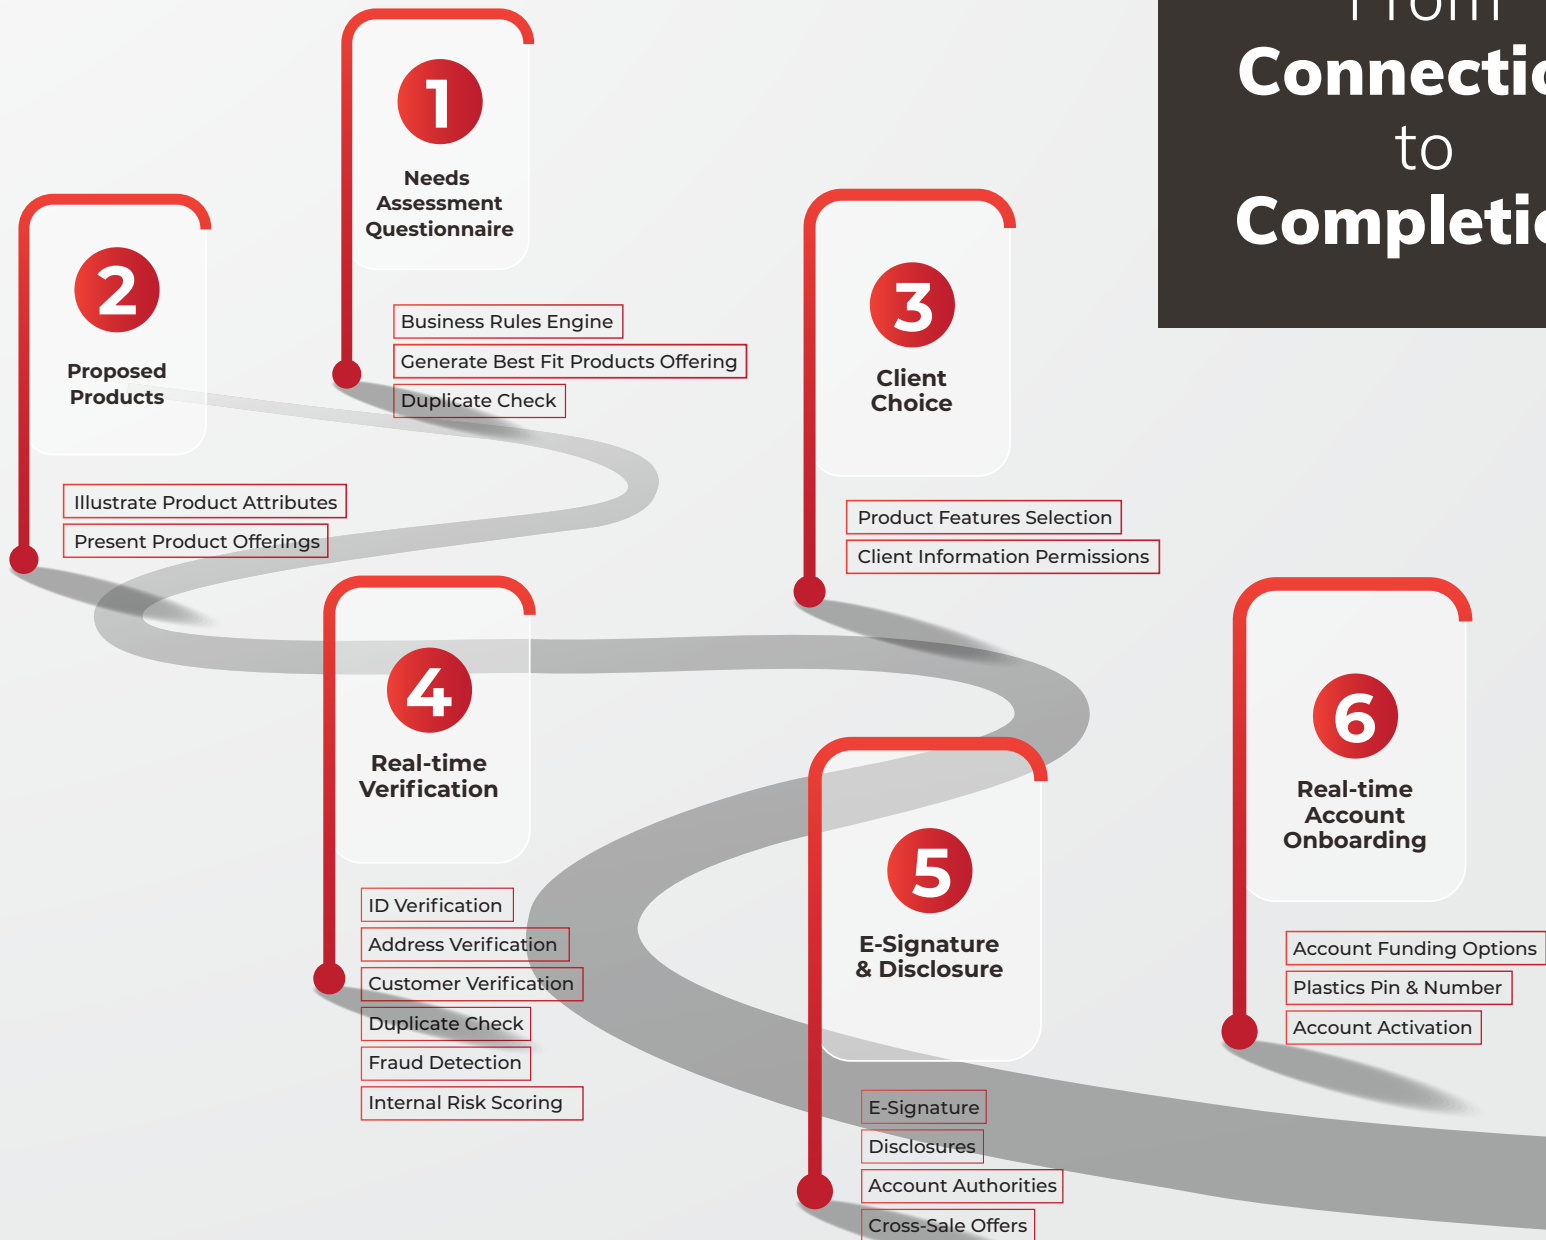 From
Connectio
to
Completio
1
Needs
Assessment
Questionnaire
Business Rules Engine
Generate Best Fit Products Offering
Duplicate Check
2
Proposed
Products
Illustrate Product Attributes
Present Product Offerings
3
Client
Choice
Product Features Selection
Client Information Permissions
4
Real-time
Verification
ID Verification
Address Verification
Customer Verification
Duplicate Check
Fraud Detection
Internal Risk Scoring
5
E-Signature
& Disclosure
E-Signature
Disclosures
Account Authorities
Cross-Sale Offers
6
Real-time
Account
Onboarding
Account Funding Options
Plastics Pin & Number
Account Activation